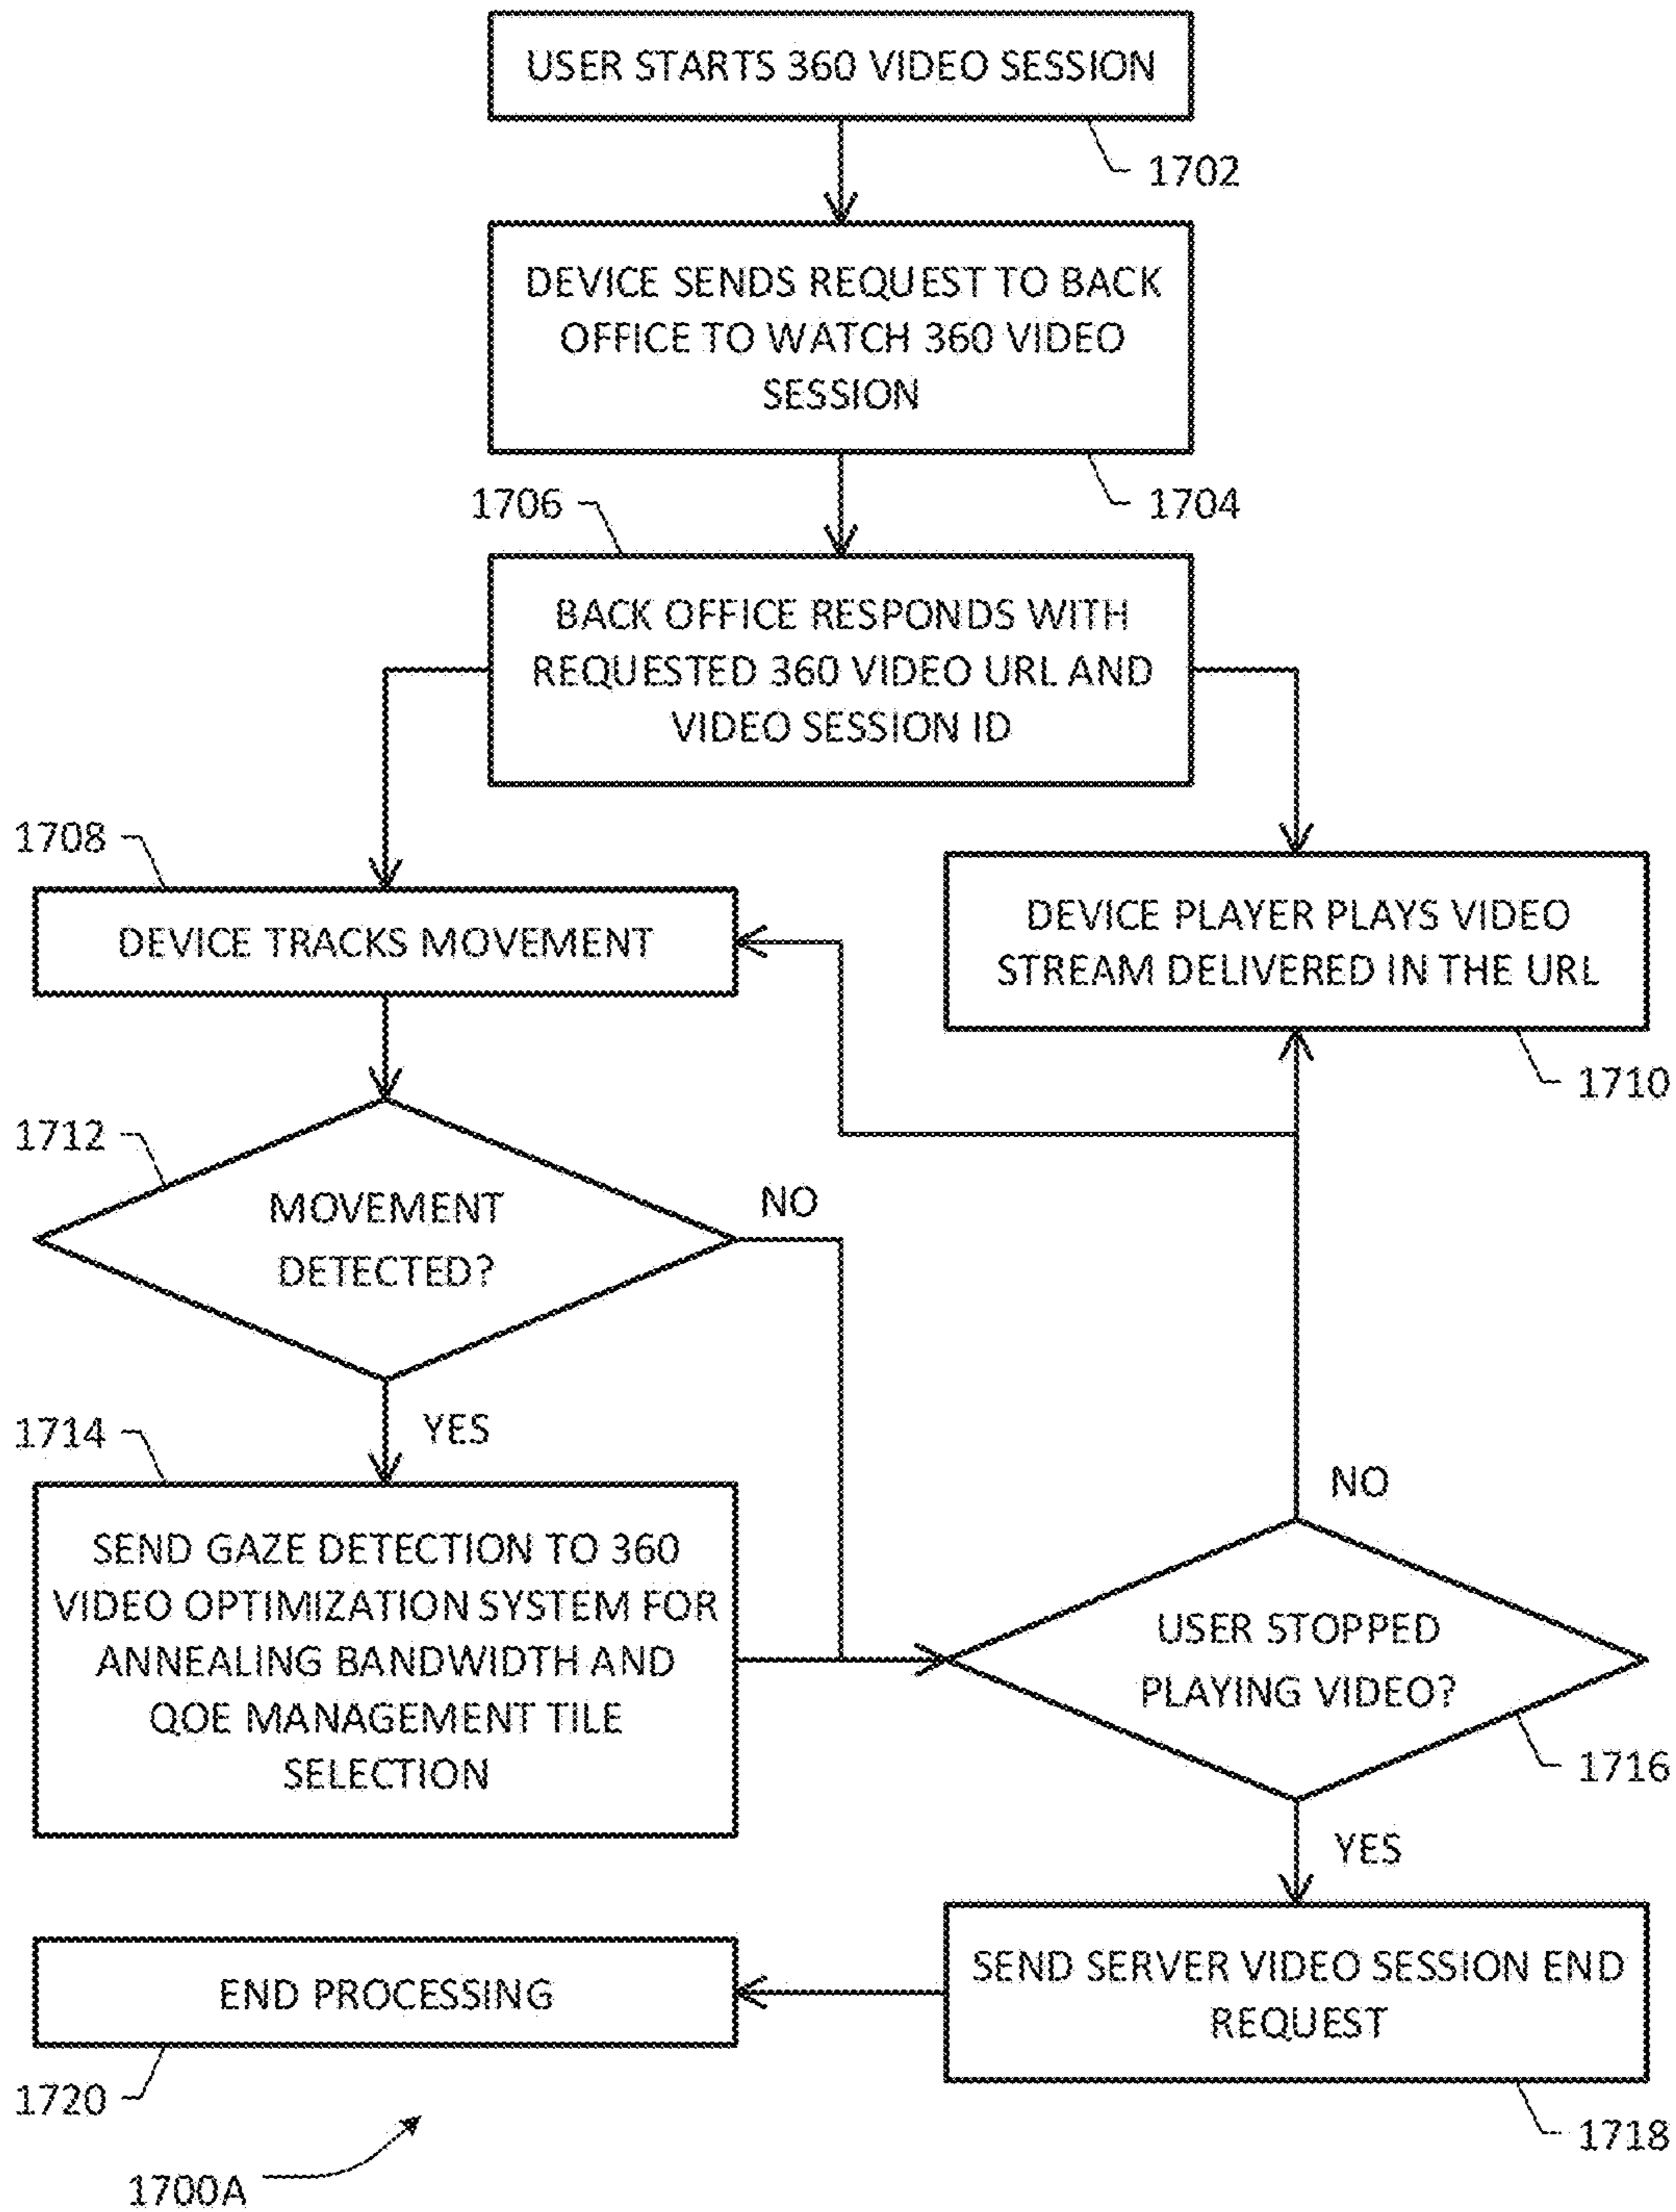 USER STARTS 360 VIDEO SESSION
1702
DEVICE SENDS REQUEST TO BACK
OFFICE TO WATCH 360 VIDEO
SESSION
1704
1706
BACK OFFICE RESPONDS WITH
REQUESTED 360 VIDEO URL AND
VIDEO SESSION ID
1708
DEVICE TRACKS MOVEMENT
DEVICE PLAYER PLAYS VIDEO
STREAM DELIVERED IN THE URL
1710
1712
MOVEMENT
DETECTED?
NO
YES
1714
SEND GAZE DETECTION TO 360
VIDEO OPTIMIZATION SYSTEM FOR
ANNEALING BANDWIDTH AND
QOE MANAGEMENT TILE
SELECTION
NO
USER STOPPED
PLAYING VIDEO?
1716
YES
SEND SERVER VIDEO SESSION END
REQUEST
1718
END PROCESSING
1720
1700A